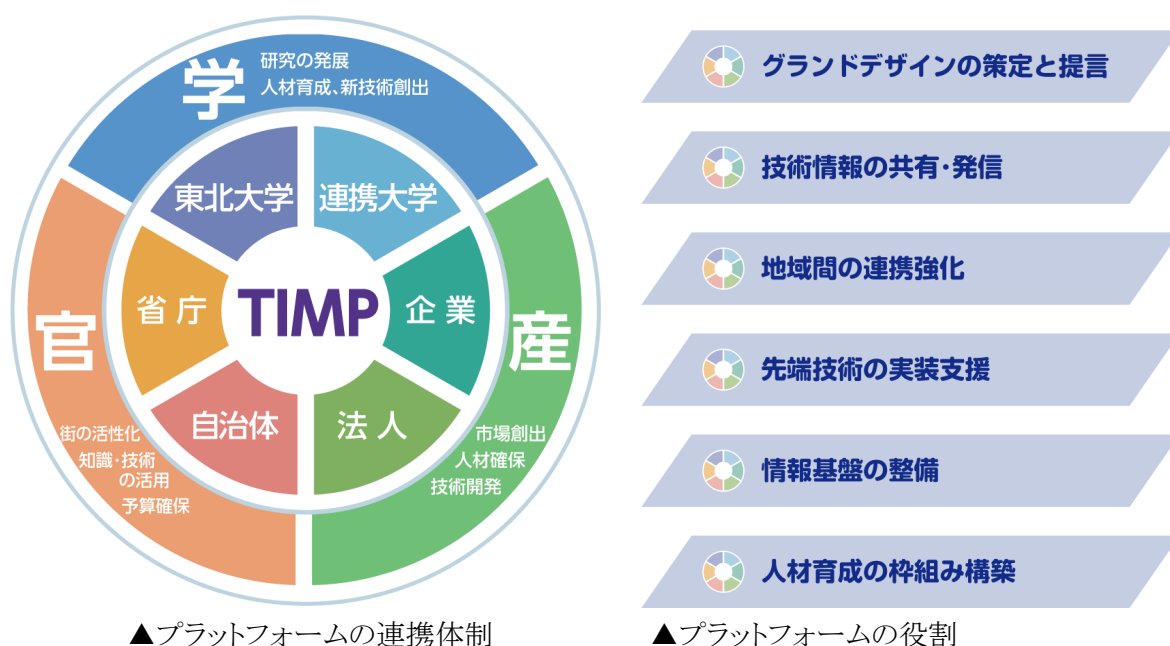 学
研究の発展
人材育成、新技術創出
東北大学
連携大学
省庁
TIMP
企業
官
産
自治体
法人
街の活性化
知識・技術
の活用
予算確保
市場創出
人材確保
技術開発
▲プラットフォームの連携体制
グランドデザインの策定と提言
技術情報の共有・発信
地域間の連携強化
先端技術の実装支援
情報基盤の整備
人材育成の枠組み構築
▲プラットフォームの役割